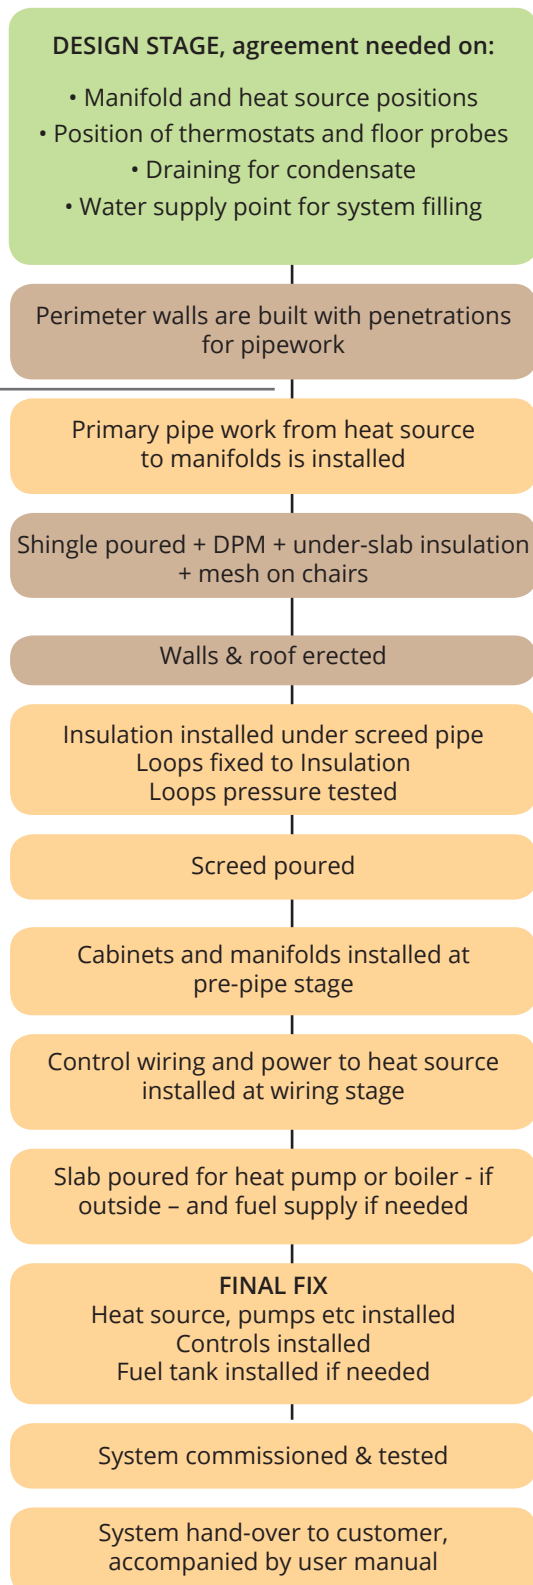 DESIGN STAGE, agreement needed on:
• Manifold and heat source positions
• Position of thermostats and floor probes
• Draining for condensate
• Water supply point for system filling
Perimeter walls are built with penetrations
for pipework
Primary pipe work from heat source
to manifolds is installed
Shingle poured + DPM + under-slab insulation
+ mesh on chairs
Walls & roof erected
Insulation installed under screed pipe
Loops fixed to Insulation
Loops pressure tested
Screed poured
Cabinets and manifolds installed at
pre-pipe stage
Control wiring and power to heat source
installed at wiring stage
Slab poured for heat pump or boiler - if
outside – and fuel supply if needed
FINAL FIX
Heat source, pumps etc installed
Controls installed
Fuel tank installed if needed
System commissioned & tested
System hand-over to customer,
accompanied by user manual